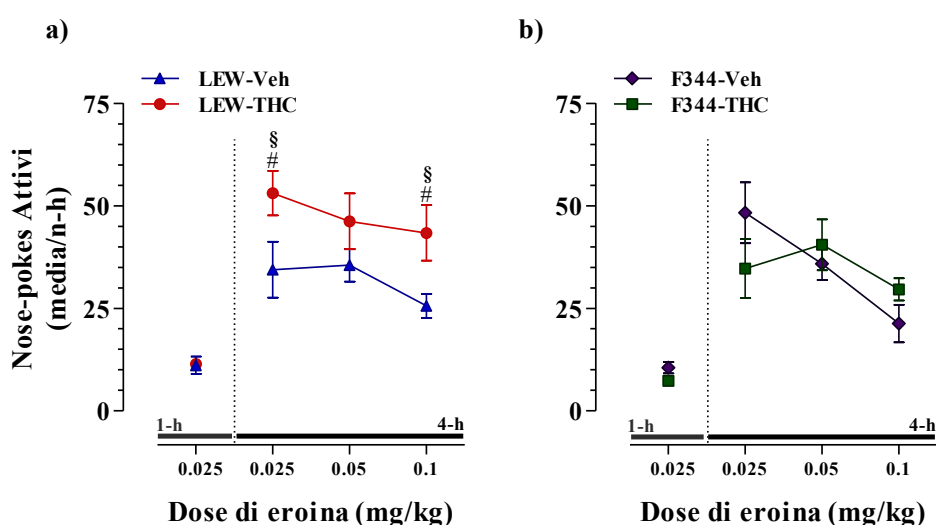 a)
LEW-Veh
LEW-THC
Nose-pokes Attivi
(media/n-h)
75
50
25
0
§
#
§
#
1-h
4-h
0.025
0.025
0.05
0.1
Dose di eroina (mg/kg)
b)
F344-Veh
F344-THC
75
50
25
0
1-h
4-h
0.025
0.025
0.05
0.1
Dose di eroina (mg/kg)